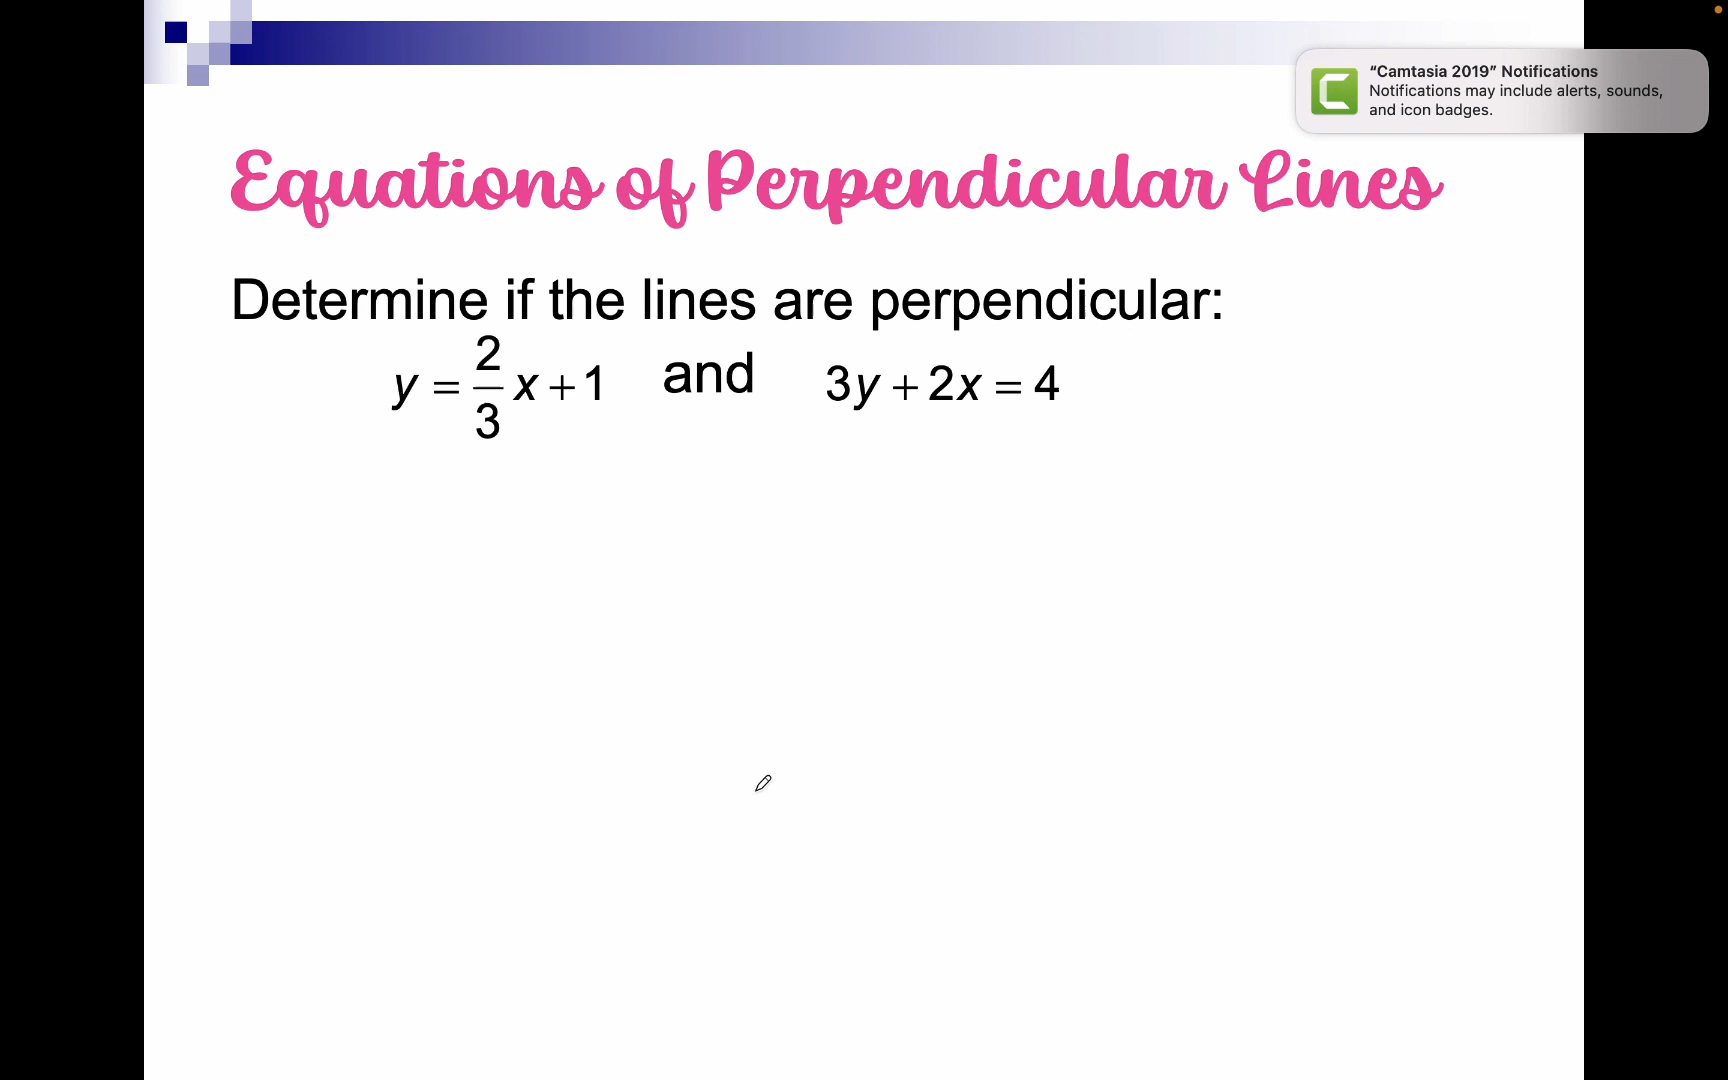 "Camtasia 2019" Notifications
Notifications may include alerts, sounds,
and icon badges.
Equations of Perpendicular Lines
Determine if the lines are perpendicular:
y = 2/3 x + 1 and 3y + 2x = 4